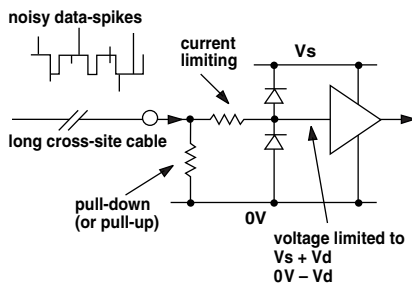 noisy data-spikes
current
limiting
Vs
long cross-site cable
pull-down
(or pull-up)
0V
voltage limited to
Vs + Vd
0V – Vd